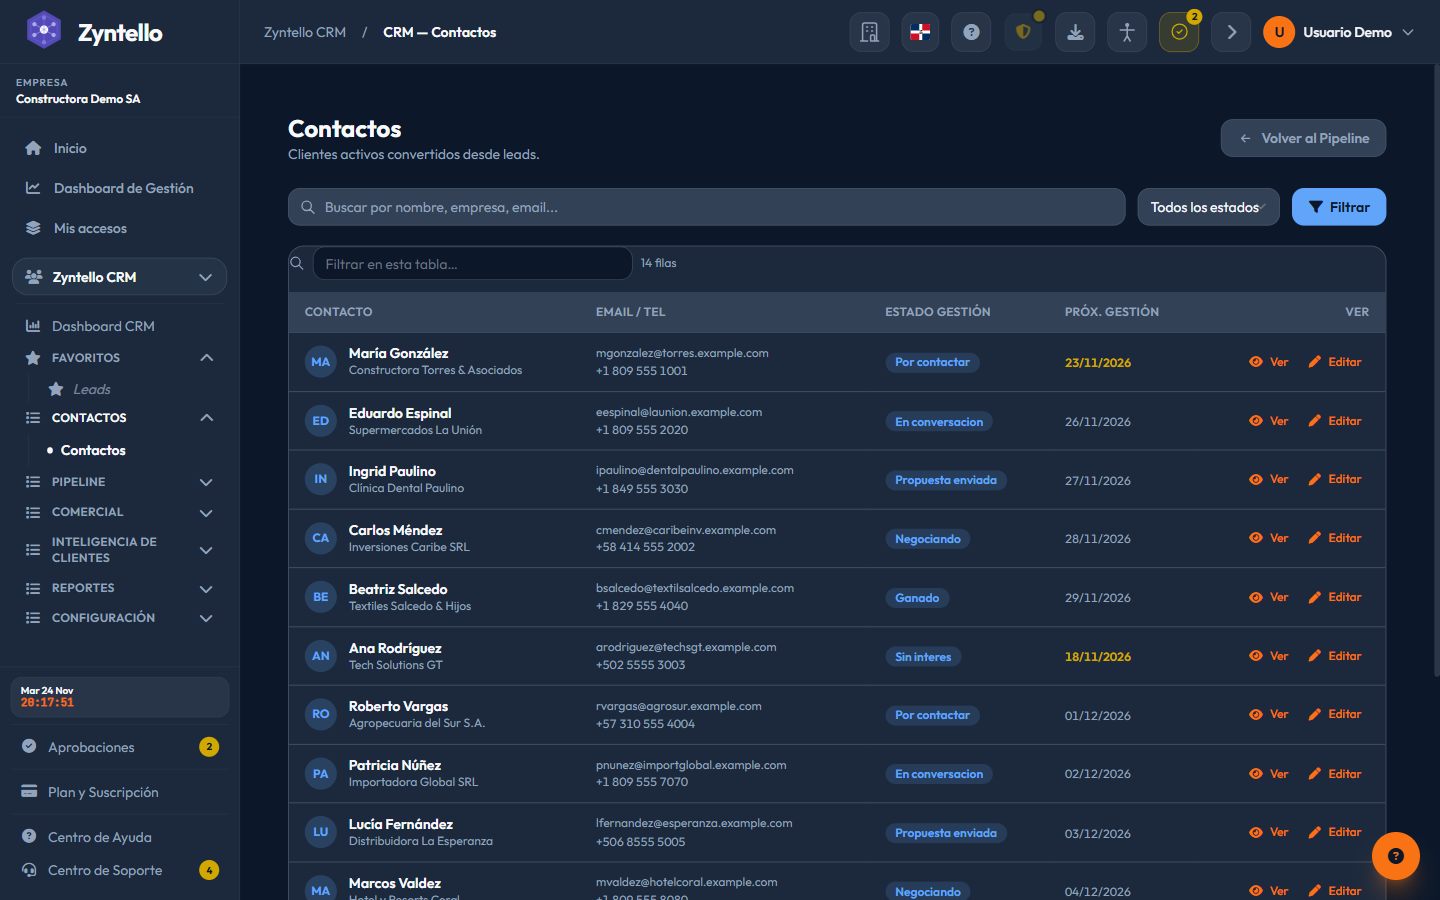 Zyntello
Zyntello CRM / CRM — Contactos
2
U Usuario Demo
EMPRESA
Constructora Demo SA
Inicio
Dashboard de Gestión
Mis accesos
Zyntello CRM
Dashboard CRM
FAVORITOS
Leads
CONTACTOS
Contactos
PIPELINE
COMERCIAL
INTELIGENCIA DE
CLIENTES
REPORTES
CONFIGURACIÓN
Mar 24 Nov
20:17:51
Aprobaciones 2
Plan y Suscripción
Centro de Ayuda
Centro de Soporte 4
Contactos
Clientes activos convertidos desde leads.
Volver al Pipeline
Buscar por nombre, empresa, email...
Todos los estados
Filtrar
Filtrar en esta tabla... 14 filas
CONTACTO EMAIL / TEL ESTADO GESTIÓN PRÓX. GESTIÓN VER
MA María González mgonzalez@torres.example.com Por contactar 23/11/2026 Ver Editar
Constructora Torres & Asociados +1 809 555 1001
ED Eduardo Espinal eespinal@launion.example.com En conversacion 26/11/2026 Ver Editar
Supermercados La Unión +1 809 555 2020
IN Ingrid Paulino ipaulino@dentalpaulino.example.com Propuesta enviada 27/11/2026 Ver Editar
Clínica Dental Paulino +1 849 555 3030
CA Carlos Méndez cmendez@caribeinv.example.com Negociando 28/11/2026 Ver Editar
Inversiones Caribe SRL +58 414 555 2002
BE Beatriz Salcedo bsalcedo@textilsalcedo.example.com Ganado 29/11/2026 Ver Editar
Textiles Salcedo & Hijos +1 829 555 4040
AN Ana Rodríguez arodriguez@techsgt.example.com Sin interes 18/11/2026 Ver Editar
Tech Solutions GT +502 5555 3003
RO Roberto Vargas rvargas@agrosur.example.com Por contactar 01/12/2026 Ver Editar
Agropecuaria del Sur S.A. +57 310 555 4004
PA Patricia Núñez pnunez@importglobal.example.com En conversacion 02/12/2026 Ver Editar
Importadora Global SRL +1 809 555 7070
LU Lucía Fernández lfernandez@esperanza.example.com Propuesta enviada 03/12/2026 Ver Editar
Distribuidora La Esperanza +506 8555 5005
MA Marcos Valdez mvaldez@hotelcoral.example.com Negociando 04/12/2026 Ver Editar
Hotel y Resorts Coral +1 809 555 8080